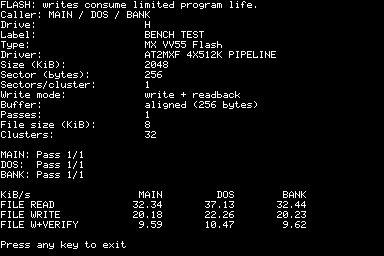 FLASH: writes consume limited program life.
Caller: MAIN / DOS / BANK
Drive: H
Label: BENCH TEST
Type: MX VV55 Flash
Driver: AT2MXF 4X512K PIPELINE
Size (KiB): 2048
Sector (bytes): 256
Sectors/cluster: 1
Write mode: write + readback
Buffer: aligned (256 bytes)
Passes: 1
File size (KiB): 8
Clusters: 32
MAIN: Pass 1/1
DOS: Pass 1/1
BANK: Pass 1/1
KiB/s MAIN DOS BANK
FILE READ 32.34 37.13 32.44
FILE WRITE 20.18 22.26 20.23
FILE W+VERIFY 9.59 10.47 9.62
Press any key to exit